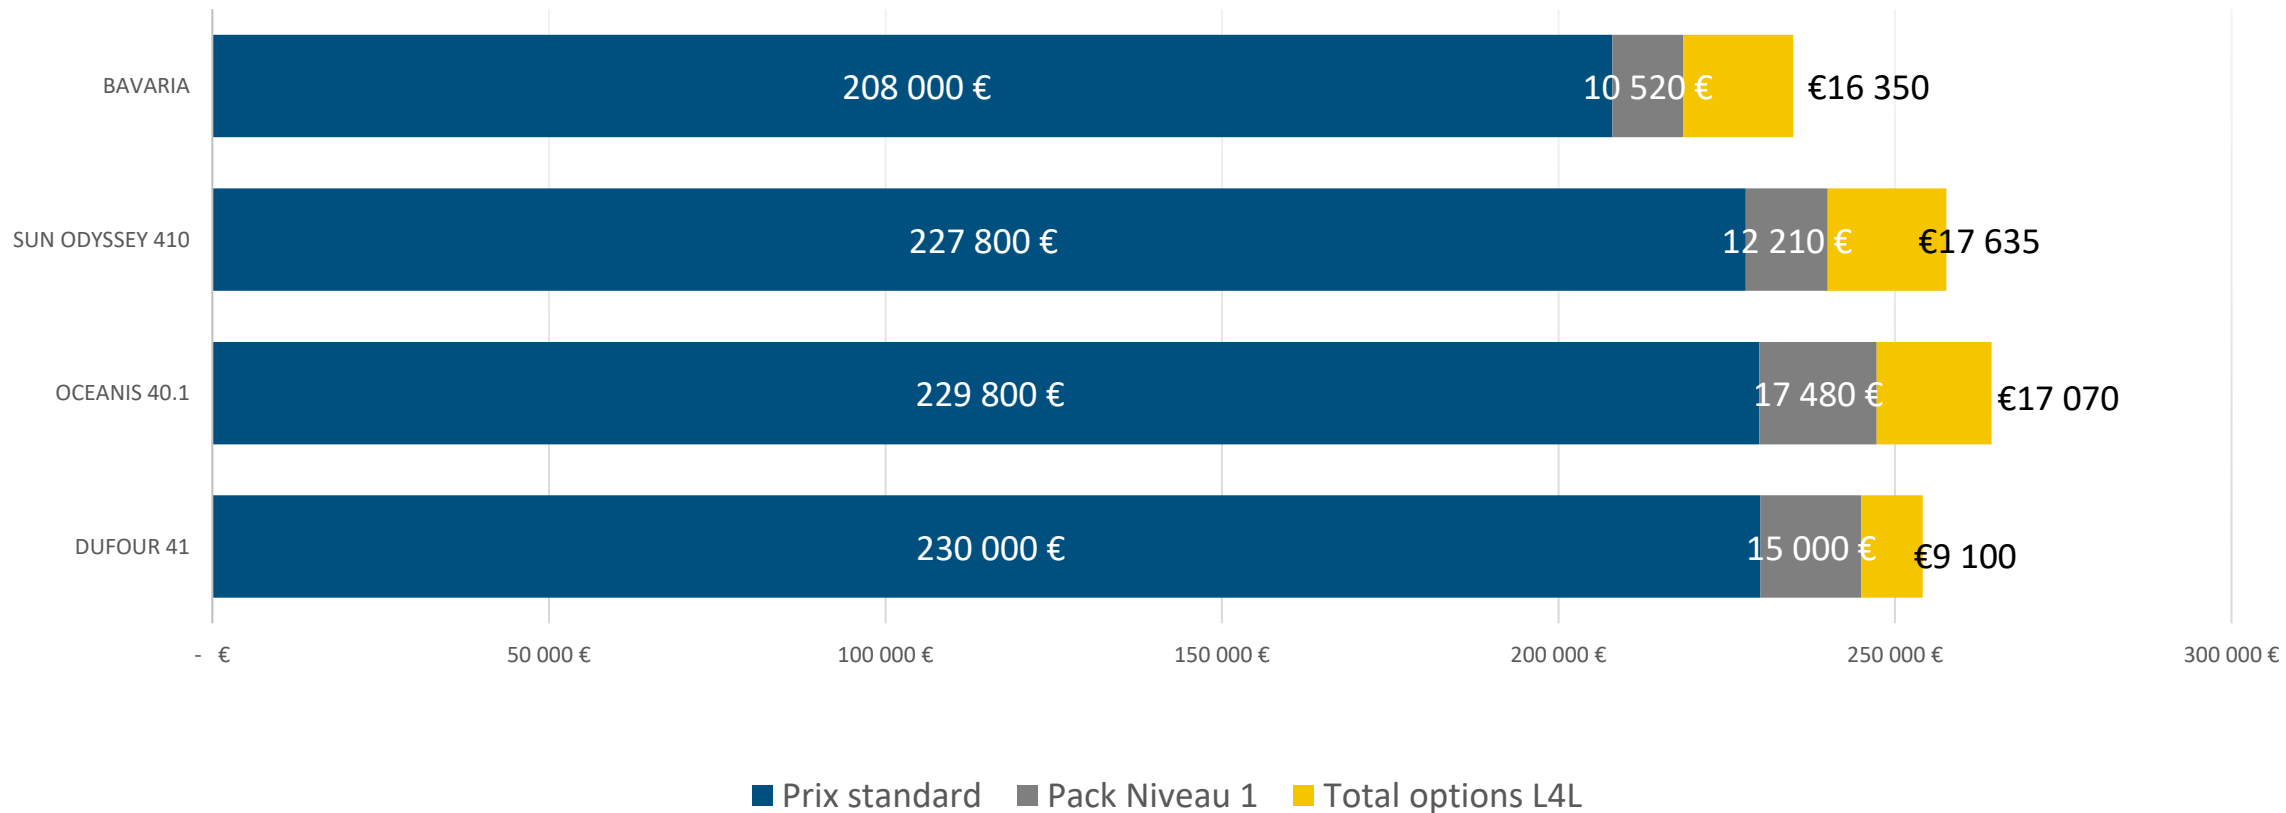 BAVARIA 208 000 € 10 520 € €16 350
SUN ODYSSEY 410 227 800 € 12 210 € €17 635
OCEANIS 40.1 229 800 € 17 480 € €17 070
DUFOUR 41 230 000 € 15 000 € €9 100
- € 50 000 € 100 000 € 150 000 € 200 000 € 250 000 € 300 000 €
Prix standard Pack Niveau 1 Total options L4L